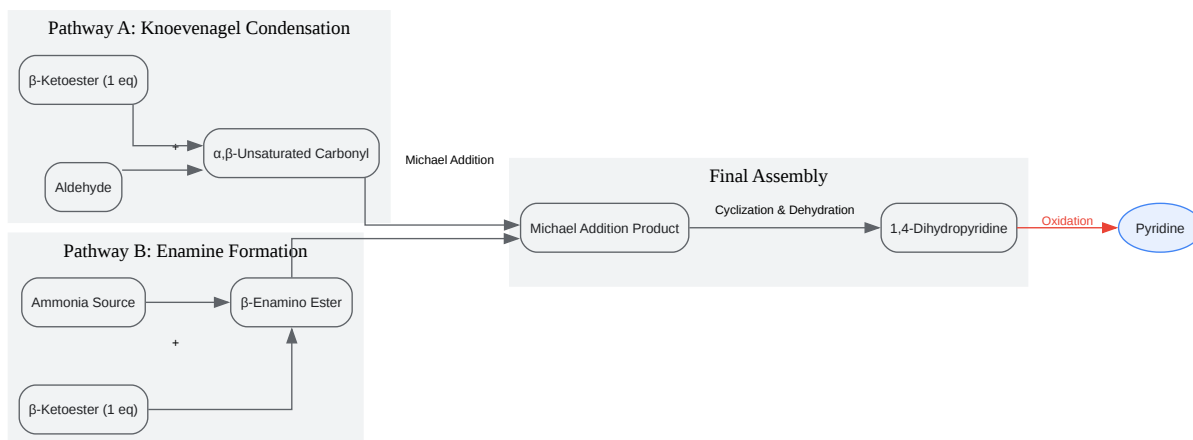 Pathway A: Knoevenagel Condensation
β-Ketoester (1 eq)
+
α,β-Unsaturated Carbonyl
Aldehyde
Michael Addition
Final Assembly
Michael Addition Product
Cyclization & Dehydration
1,4-Dihydropyridine
Oxidation
Pyridine
Pathway B: Enamine Formation
Ammonia Source
β-Enamino Ester
+
β-Ketoester (1 eq)